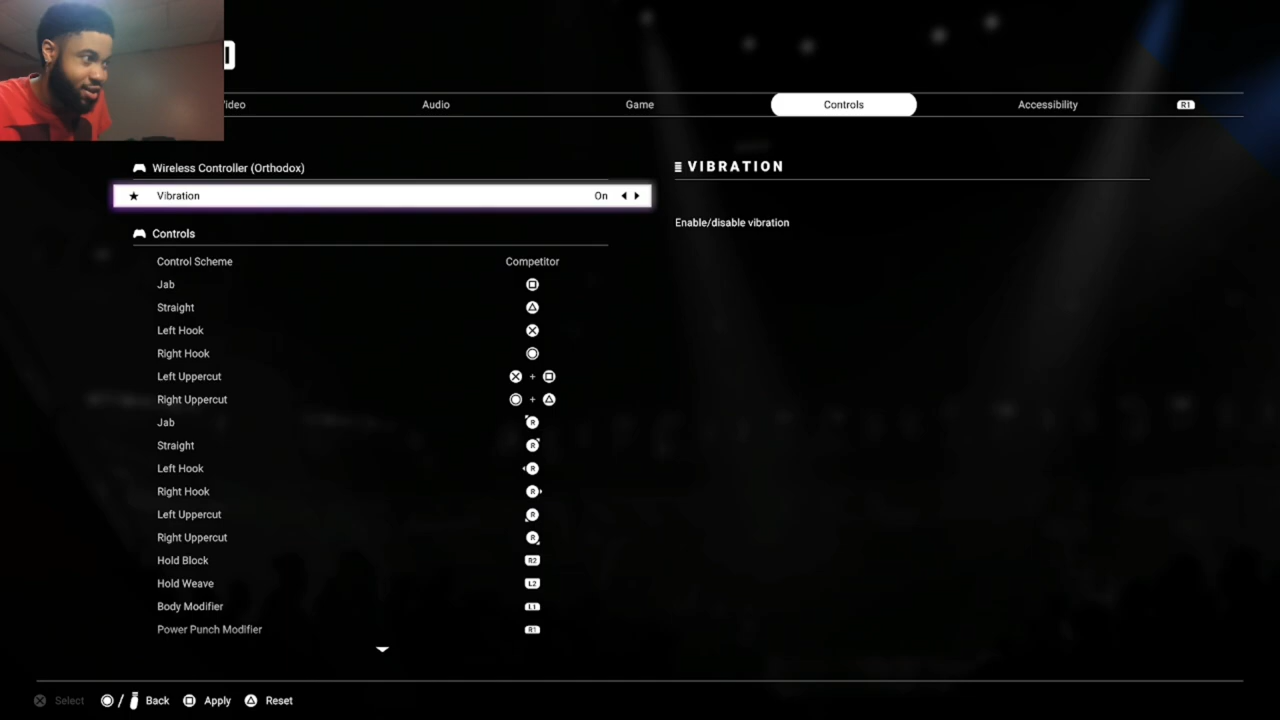 Audio
Game
Controls
Accessibility
R1
Wireless Controller (Orthodox)
Vibration On
Controls
Control Scheme Competitor
Jab
Straight
Left Hook
Right Hook
Left Uppercut +
Right Uppercut +
Jab R
Straight R
Left Hook R
Right Hook R
Left Uppercut R
Right Uppercut R
Hold Block R2
Hold Weave L2
Body Modifier L1
Power Punch Modifier R1
VIBRATION
Enable/disable vibration
Select
/ Back
Apply
Reset